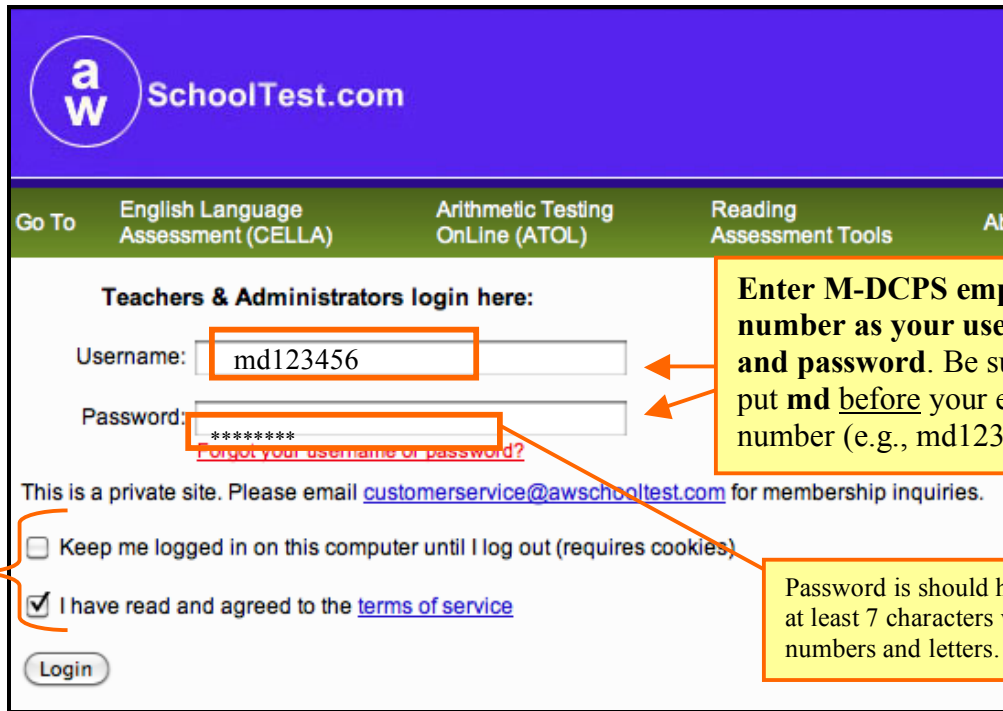 a
w
SchoolTest.com
Go To
English Language
Assessment (CELLA)
Arithmetic Testing
OnLine (ATOL)
Reading
Assessment Tools
Teachers & Administrators login here:
Enter M-DCPS
number as your
and password. Be
put md before your
number (e.g.,
Username: md123456
Password: ********
Forgot your username or password?
This is a private site. Please email customerservice@awschooltest.com for membership inquiries.
Keep me logged in on this computer until I log out (requires cookies)
Password is should
at least 7 characters
numbers and letters.
I have read and agreed to the terms of service
Login